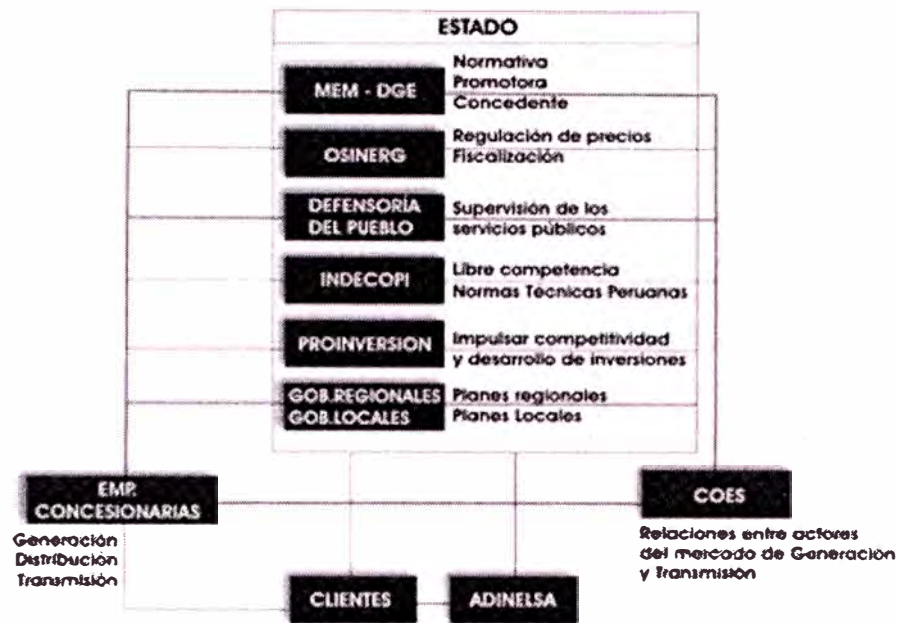 ESTADO
MEM - DGE
Normativa
Promotora
Concedente
OSINERG
Regulación de precios
Fiscalización
DEFENSORÍA
DEL PUEBLO
Supervisión de los
servicios públicos
INDECOPI
Libre competencia
Normas Técnicas Peruanas
PROINVERSION
Impulsar competitividad
y desarrollo de inversiones
GOB.REGIONALES
GOB.LOCALES
Planes regionales
Planes Locales
EMP.
CONCESIONARIAS
Generación
Distribución
Transmisión
COES
Relaciones entre actores
del mercado de Generación
y Transmisión
CLIENTES
ADINELSA